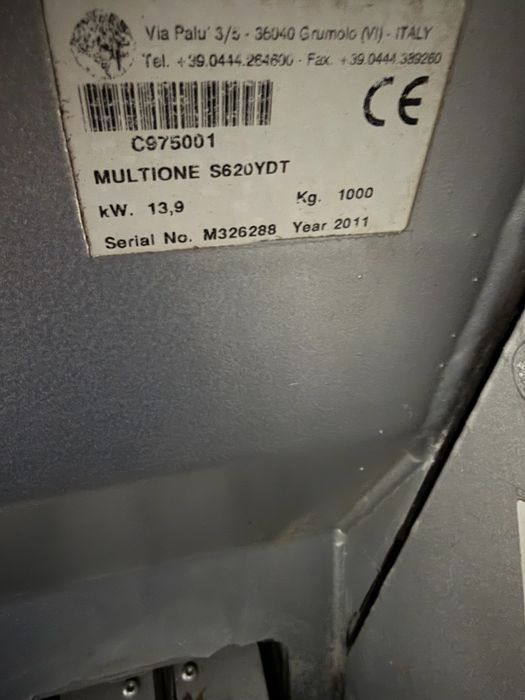 Via Palu' 3/5 - 36040 Grumolo (VI) - ITALY
Tel. +39.0444.264600 - Fax. +39.0444.389260
CE
C975001
MULTIONE S620YDT
kW. 13,9 Kg. 1000
Serial No. M326288 Year 2011